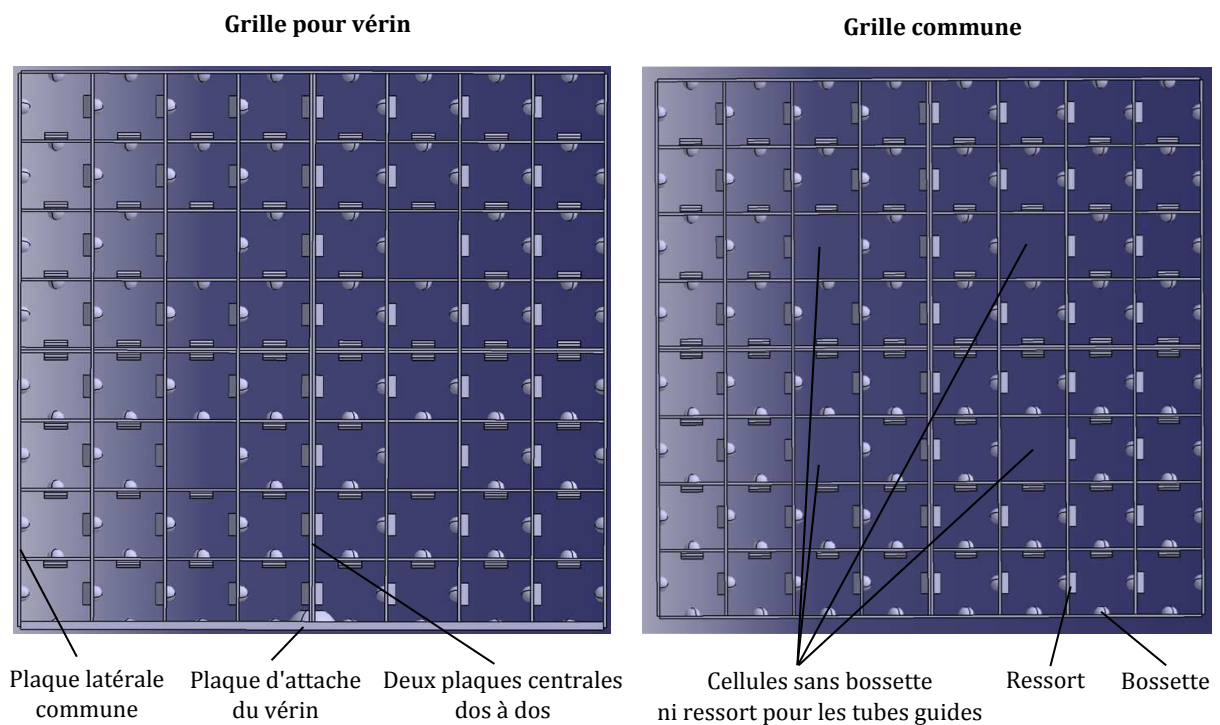 Grille pour vérin
Grille commune
Plaque latérale
commune
Plaque d'attache
du vérin
Deux plaques centrales
dos à dos
Cellules sans bossette
ni ressort pour les tubes guides
Ressort
Bossette